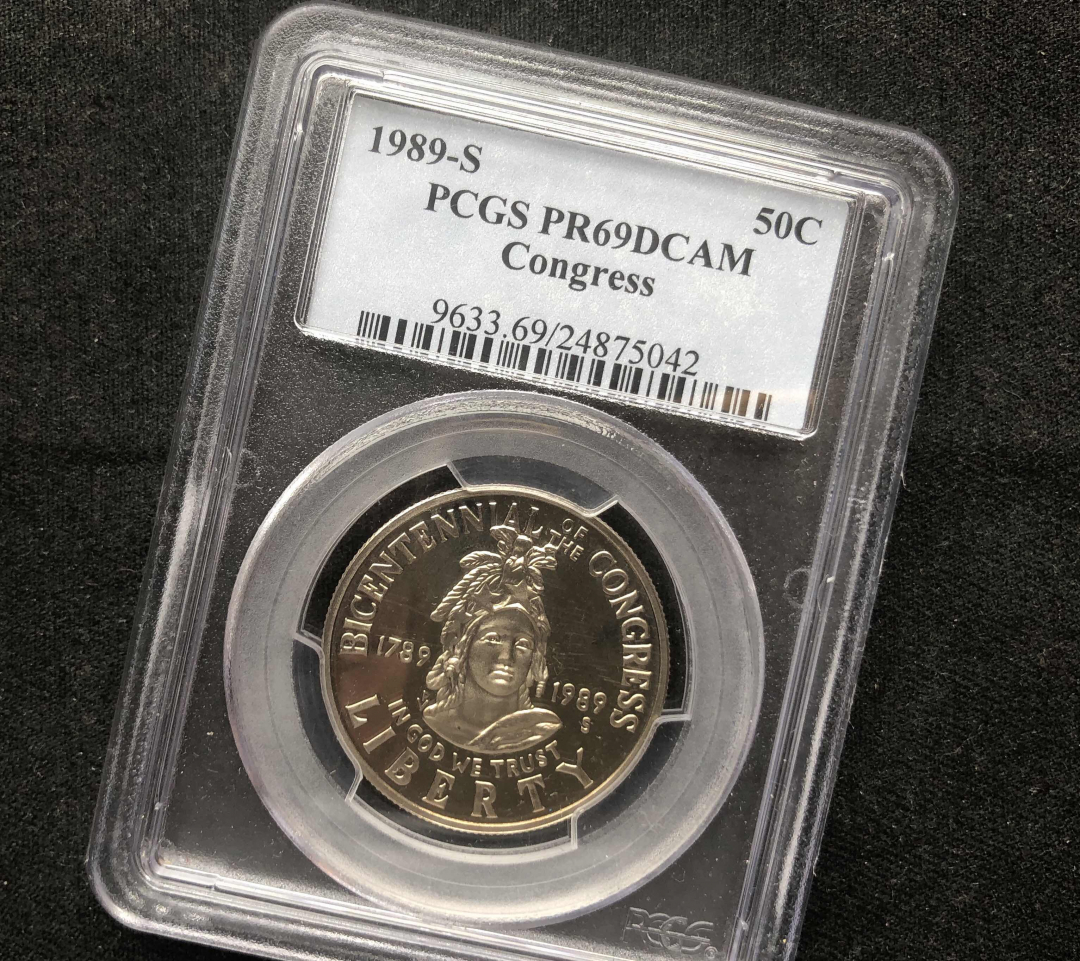 1989-S
50C
PCGS PR69DCAM
Congress
9633.69/24875042
BICENTENNIAL OF THE CONGRESS
1789
1989
S
IN GOD WE TRUST
LIBERTY
PCGS